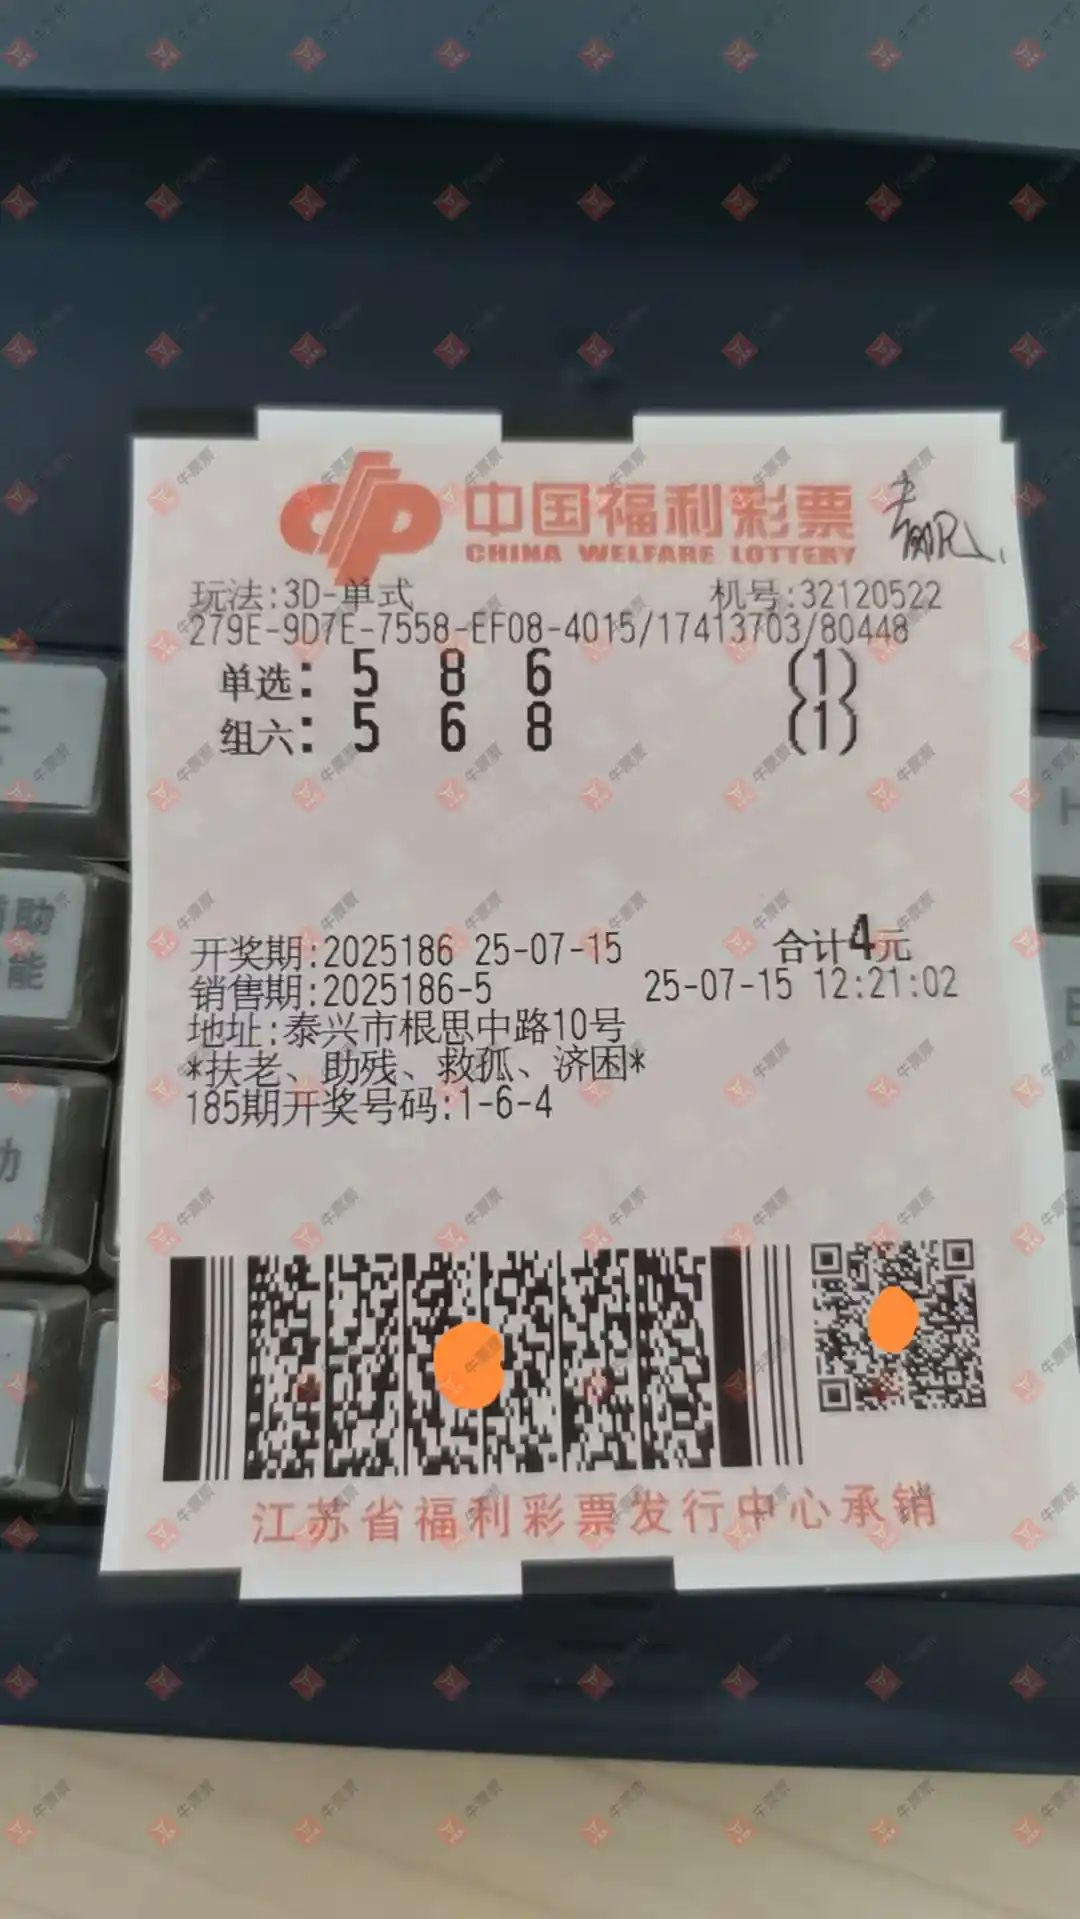 中国福利彩票
CHINA WELFARE LOTTERY
玩法:3D-单式 机号:32120522
279E-9D7E-7558-EF08-4015/17413703/80448
单选: 5 8 6 (1)
组六: 5 6 8 (1)
开奖期:2025186 25-07-15 合计4元
销售期:2025186-5 25-07-15 12:21:02
地址:泰兴市根思中路10号
*扶老、助残、救孤、济困*
185期开奖号码:1-6-4
江苏省福利彩票发行中心承销
牛票票
助
能